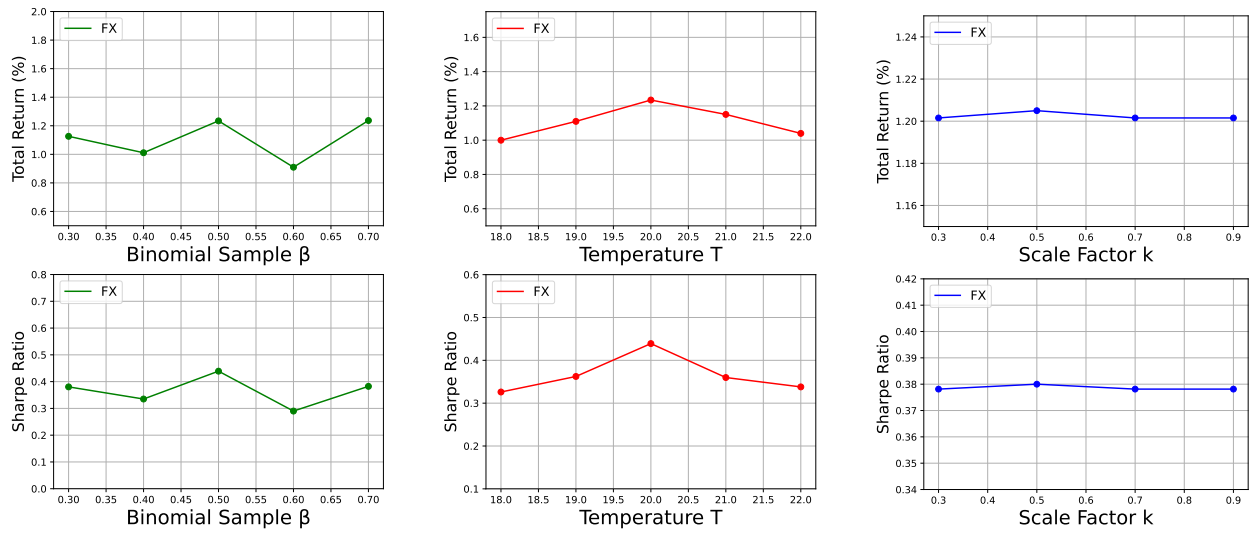 Total Return (%)
2.0
1.8
1.6
1.4
1.2
1.0
0.8
0.6
FX
0.30 0.35 0.40 0.45 0.50 0.55 0.60 0.65 0.70
Binomial Sample β
Total Return (%)
1.6
1.4
1.2
1.0
0.8
0.6
FX
18.0 18.5 19.0 19.5 20.0 20.5 21.0 21.5 22.0
Temperature T
Total Return (%)
1.24
1.22
1.20
1.18
1.16
FX
0.3 0.4 0.5 0.6 0.7 0.8 0.9
Scale Factor k
Sharpe Ratio
0.8
0.7
0.6
0.5
0.4
0.3
0.2
0.1
0.0
FX
0.30 0.35 0.40 0.45 0.50 0.55 0.60 0.65 0.70
Binomial Sample β
Sharpe Ratio
0.6
0.5
0.4
0.3
0.2
0.1
FX
18.0 18.5 19.0 19.5 20.0 20.5 21.0 21.5 22.0
Temperature T
Sharpe Ratio
0.42
0.41
0.40
0.39
0.38
0.37
0.36
0.35
0.34
FX
0.3 0.4 0.5 0.6 0.7 0.8 0.9
Scale Factor k